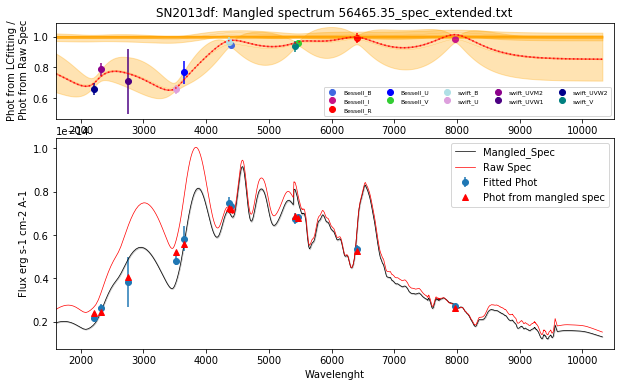 SN2013df: Mangled spectrum 56465.35_spec_extended.txt
Phot from LCfitting /
Phot from Raw Spec
1.0
0.8
0.6
Bessell_B
Bessell_I
Bessell_R
Bessell_U
Bessell_V
swift_B
swift_U
swift_UVM2
swift_UVW1
swift_UVW2
swift_V
2000 3000 4000 5000 6000 7000 8000 9000 10000
1e−14
Flux erg s-1 cm-2 A-1
1.0
0.8
0.6
0.4
0.2
Mangled_Spec
Raw Spec
Fitted Phot
Phot from mangled spec
2000 3000 4000 5000 6000 7000 8000 9000 10000
Wavelenght